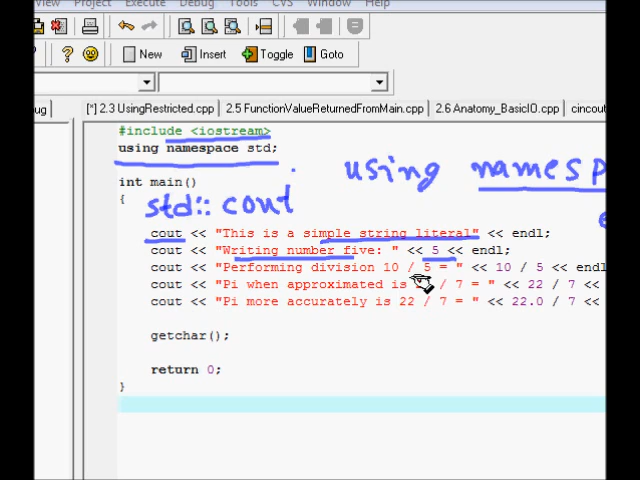 View Project Execute Debug Tools CVS Window Help
New Insert Toggle Goto
[*] 2.3 UsingRestricted.cpp 2.5 FunctionValueReturnedFromMain.cpp 2.6 Anatomy_BasicIO.cpp
#include <iostream>
using namespace std;
using namesp
int main()
{
std:: cout
cout << "This is a simple string literal" << endl;
cout << "Writing number five: " << 5 << endl;
cout << "Performing division 10 / 5 = " << 10 / 5 << endl
cout << "Pi when approximated is / 7 = " << 22 / 7 <<
cout << "Pi more accurately is 22 / 7 = " << 22.0 / 7 <<
getchar();
return 0;
}